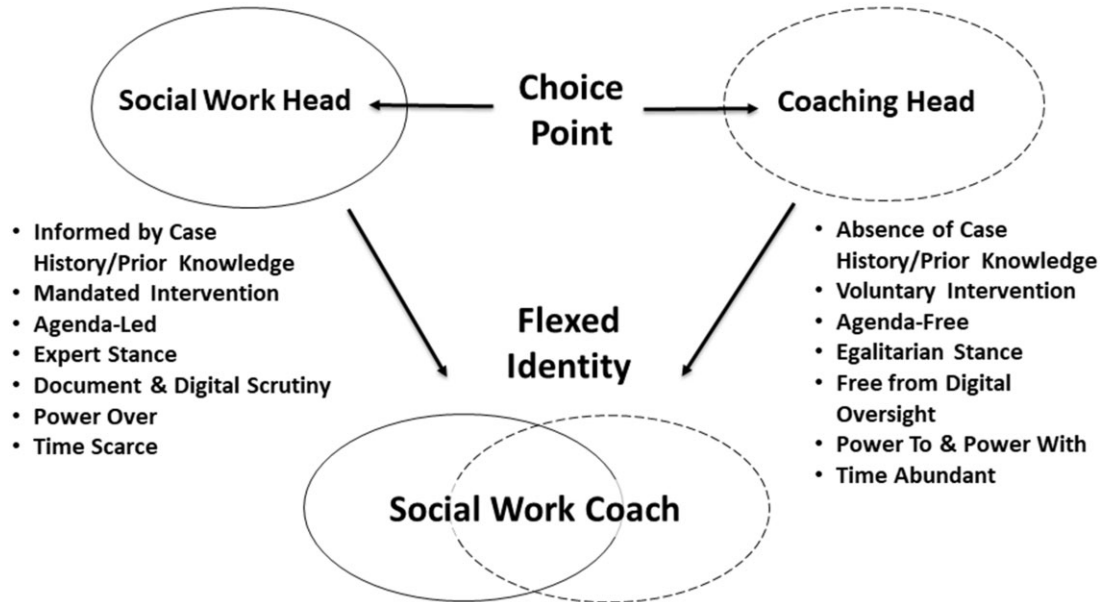 Social Work Head
Choice
Point
Coaching Head
• Informed by Case
History/Prior Knowledge
• Mandated Intervention
• Agenda-Led
• Expert Stance
• Document & Digital Scrutiny
• Power Over
• Time Scarce
• Absence of Case
History/Prior Knowledge
• Voluntary Intervention
• Agenda-Free
• Egalitarian Stance
• Free from Digital
Oversight
• Power To & Power With
• Time Abundant
Flexed
Identity
Social Work Coach